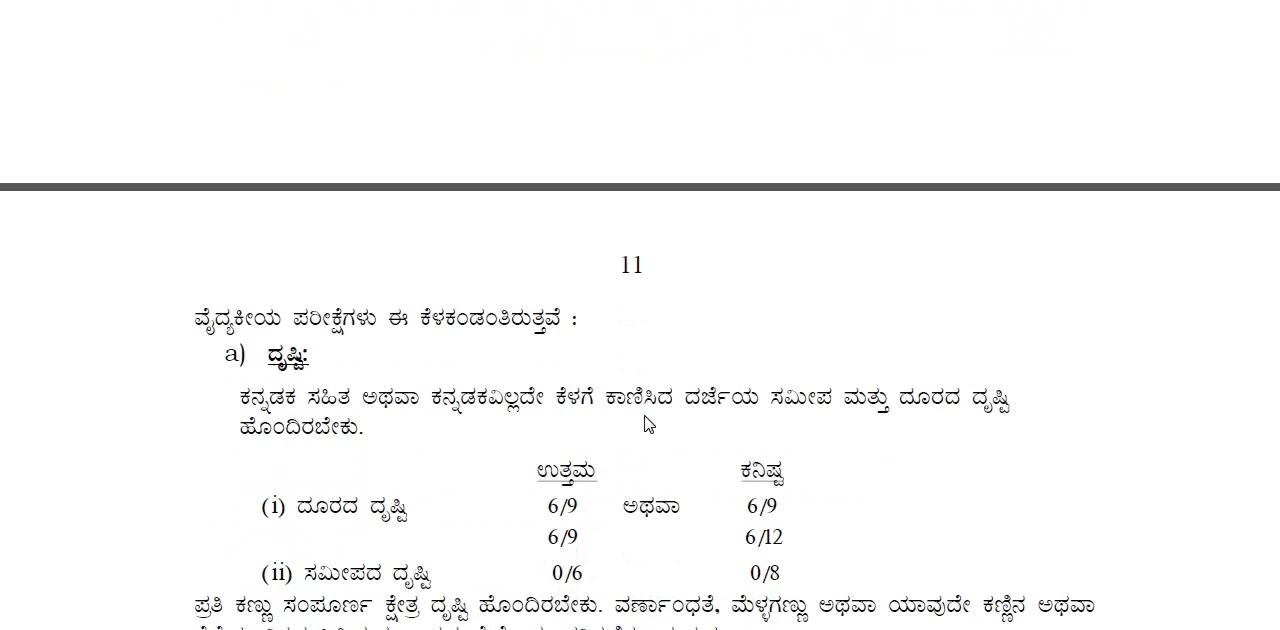 11
ವೈದ್ಯಕೀಯ ಪರೀಕ್ಷೆಗಳು ಈ ಕೆಳಕಂಡಂತಿರುತ್ತವೆ :
a) ದೃಷ್ಟಿ:
ಕನ್ನಡಕ ಸಹಿತ ಅಥವಾ ಕನ್ನಡಕವಿಲ್ಲದೇ ಕೆಳಗೆ ಕಾಣಿಸಿದ ದರ್ಜೆಯ ಸಮೀಪ ಮತ್ತು ದೂರದ ದೃಷ್ಟಿ
ಹೊಂದಿರಬೇಕು.
ಉತ್ತಮ ಕನಿಷ್ಟ
(i) ದೂರದ ದೃಷ್ಟಿ 6/9 ಅಥವಾ 6/9
6/9 6/12
(ii) ಸಮೀಪದ ದೃಷ್ಟಿ 0/6 0/8
ಪ್ರತಿ ಕಣ್ಣು ಸಂಪೂರ್ಣ ಕ್ಷೇತ್ರ ದೃಷ್ಟಿ ಹೊಂದಿರಬೇಕು. ವರ್ಣಾಂಧತೆ, ಮೆಳ್ಳಗಣ್ಣು ಅಥವಾ ಯಾವುದೇ ಕಣ್ಣಿನ ಅಥವಾ